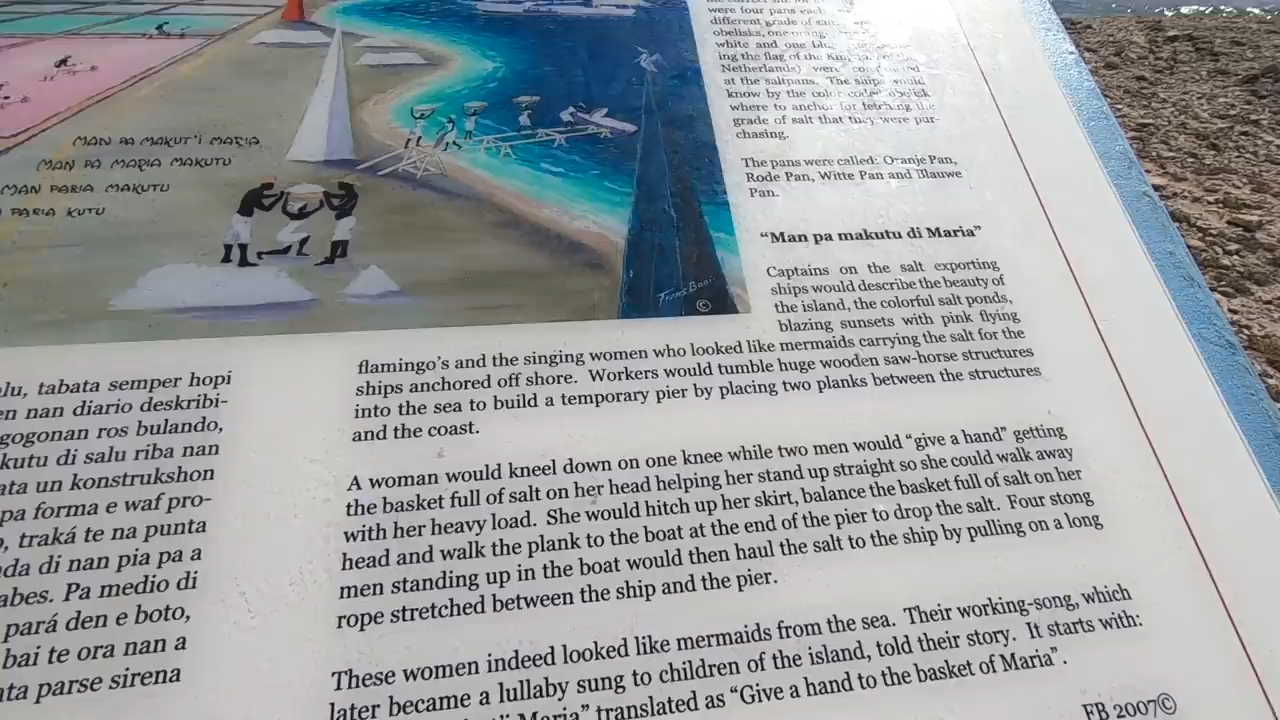 MAN PA MAKUT'I MARIA
MAN PA MARIA MAKUTU
MAN PARIA MAKUTU
PARIA KUTU
Frans Booi
©
were four pans each
different grade of salt.
obelisks, one orange,
white and one blue
ing the flag of the
Netherlands) were
at the saltpans. The ships would
know by the color-coded obelisk
where to anchor for fetching the
grade of salt that they were pur-
chasing.
The pans were called: Oranje Pan,
Rode Pan, Witte Pan and Blauwe
Pan.
"Man pa makutu di Maria"
Captains on the salt exporting
ships would describe the beauty of
the island, the colorful salt ponds,
blazing sunsets with pink flying
flamingo's and the singing women who looked like mermaids carrying the salt for the
ships anchored off shore. Workers would tumble huge wooden saw-horse structures
into the sea to build a temporary pier by placing two planks between the structures
and the coast.
A woman would kneel down on one knee while two men would "give a hand" getting
the basket full of salt on her head helping her stand up straight so she could walk away
with her heavy load. She would hitch up her skirt, balance the basket full of salt on her
head and walk the plank to the boat at the end of the pier to drop the salt. Four stong
men standing up in the boat would then haul the salt to the ship by pulling on a long
rope stretched between the ship and the pier.
These women indeed looked like mermaids from the sea. Their working-song, which
later became a lullaby sung to children of the island, told their story. It starts with:
Maria" translated as "Give a hand to the basket of Maria".
FB 2007©
alu, tabata semper hopi
en nan diario deskribi-
gogonan ros bulando,
kutu di salu riba nan
ata un konstrukshon
pa forma e waf pro-
o, traká te na punta
da di nan pia pa a
abes. Pa medio di
pará den e boto,
bai te ora nan a
ata parse sirena